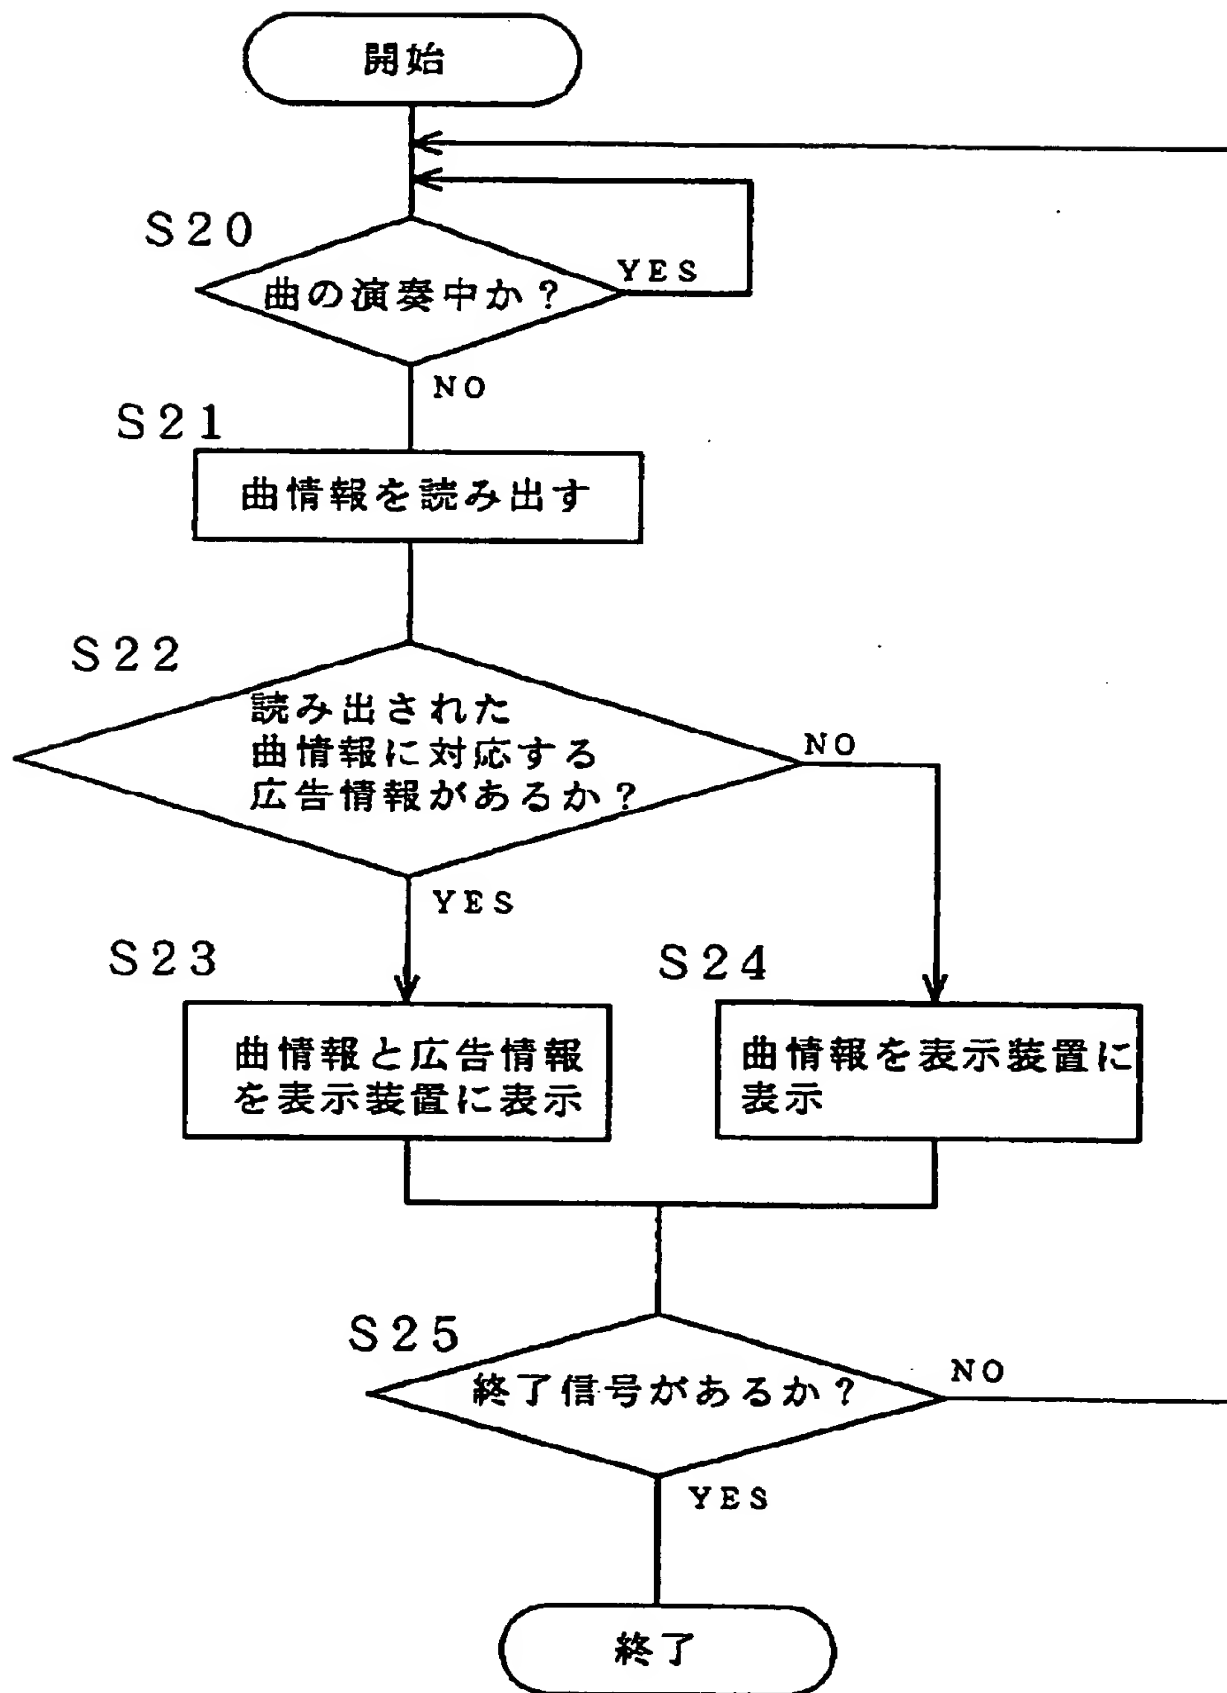 開始
S20
曲の演奏中か？
YES
NO
S21
曲情報を読み出す
S22
読み出された
曲情報に対応する
広告情報があるか？
NO
YES
S23
曲情報と広告情報
を表示装置に表示
S24
曲情報を表示装置に
表示
S25
終了信号があるか？
NO
YES
終了